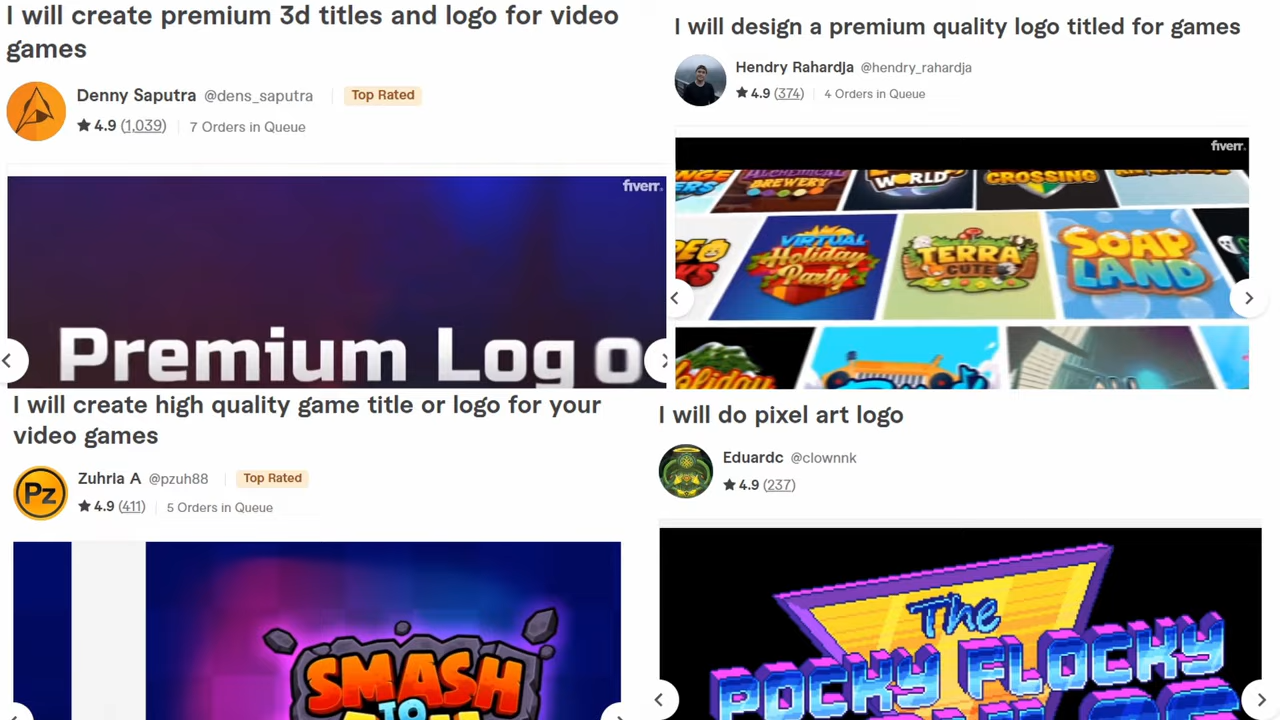 I will create premium 3d titles and logo for video
games
Denny Saputra @dens_saputra Top Rated
4.9 (1,039) 7 Orders in Queue
fiverr.
Premium Logo
I will design a premium quality logo titled for games
Hendry Rahardja @hendry_rahardja
4.9 (374) 4 Orders in Queue
fiverr.
BREWERY
WORLD
CROSSING
VIRTUAL
Holiday
Party
TERRA
CUTE
SOAP
LAND
Holiday
I will create high quality game title or logo for your
video games
Pz
Zuhria A @pzuh88 Top Rated
4.9 (411) 5 Orders in Queue
SMASH
TO
I will do pixel art logo
Eduardc @clownnk
4.9 (237)
The
POCKY FLOCKY